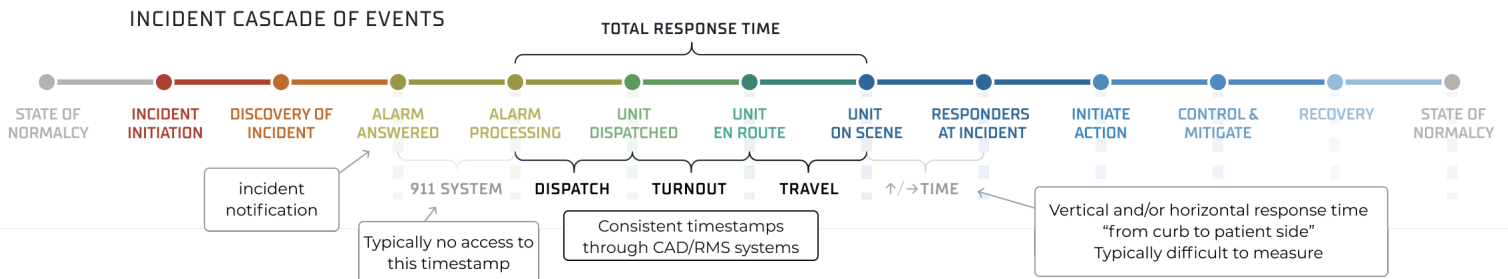 INCIDENT CASCADE OF EVENTS
TOTAL RESPONSE TIME
STATE OF
NORMALCY
INCIDENT
INITIATION
DISCOVERY OF
INCIDENT
ALARM
ANSWERED
ALARM
PROCESSING
UNIT
DISPATCHED
UNIT
EN ROUTE
UNIT
ON SCENE
RESPONDERS
AT INCIDENT
INITIATE
ACTION
CONTROL &
MITIGATE
RECOVERY
STATE OF
NORMALCY
911 SYSTEM
DISPATCH
TURNOUT
TRAVEL
↑/→TIME
incident
notification
Typically no access to
this timestamp
Consistent timestamps
through CAD/RMS systems
Vertical and/or horizontal response time
“from curb to patient side”
Typically difficult to measure